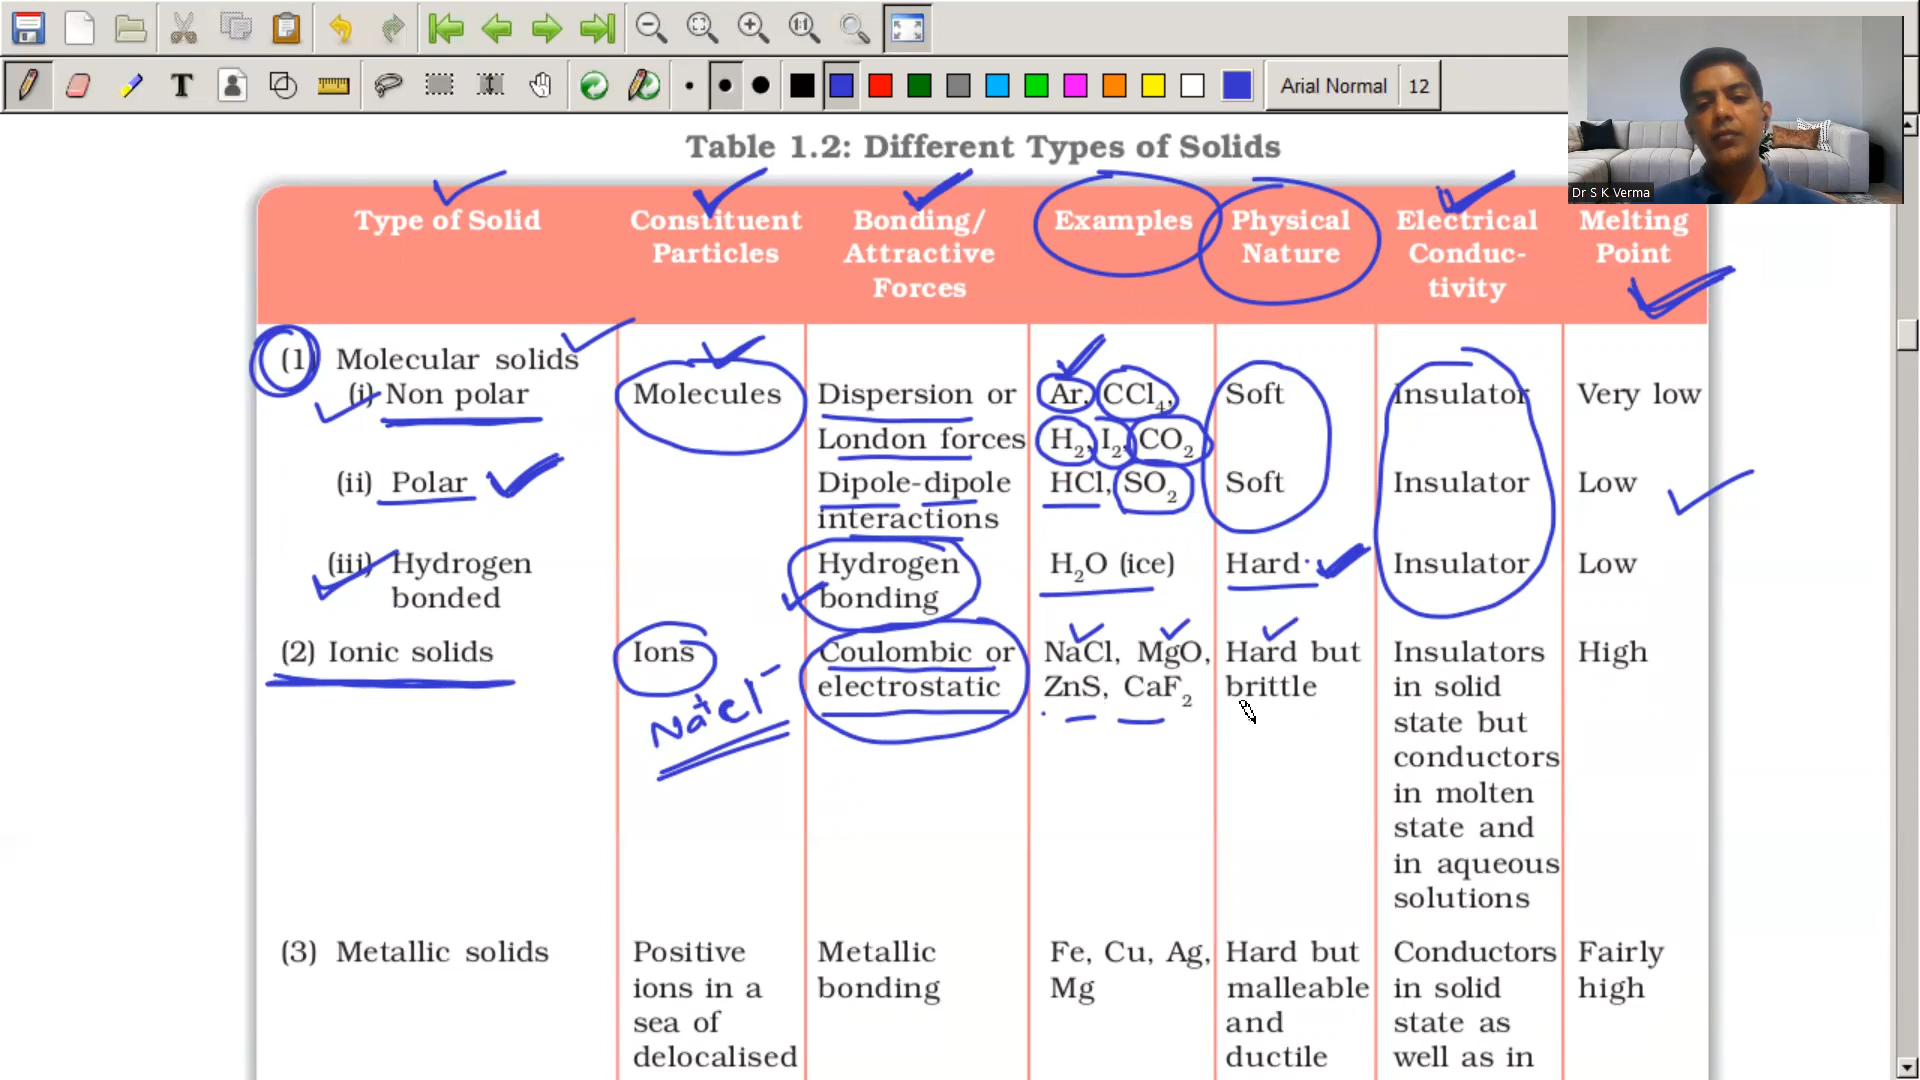 T
Arial Normal 12
Dr S K Verma
Table 1.2: Different Types of Solids
Type of Solid
Constituent
Particles
Bonding/
Attractive
Forces
Examples
Physical
Nature
Electrical
Conduc-
tivity
Melting
Point
(1) Molecular solids
(i) Non polar
Molecules
Dispersion or
London forces
Ar, CCl4,
H2, I2, CO2
Soft
Insulator
Very low
(ii) Polar
Dipole-dipole
interactions
HCl, SO2
Soft
Insulator
Low
(iii) Hydrogen
bonded
Hydrogen
bonding
H2O (ice)
Hard
Insulator
Low
(2) Ionic solids
Ions
Na+Cl-
Coulombic or
electrostatic
NaCl, MgO,
ZnS, CaF2
Hard but
brittle
Insulators
in solid
state but
conductors
in molten
state and
in aqueous
solutions
High
(3) Metallic solids
Positive
ions in a
sea of
delocalised
Metallic
bonding
Fe, Cu, Ag,
Mg
Hard but
malleable
and
ductile
Conductors
in solid
state as
well as in
Fairly
high